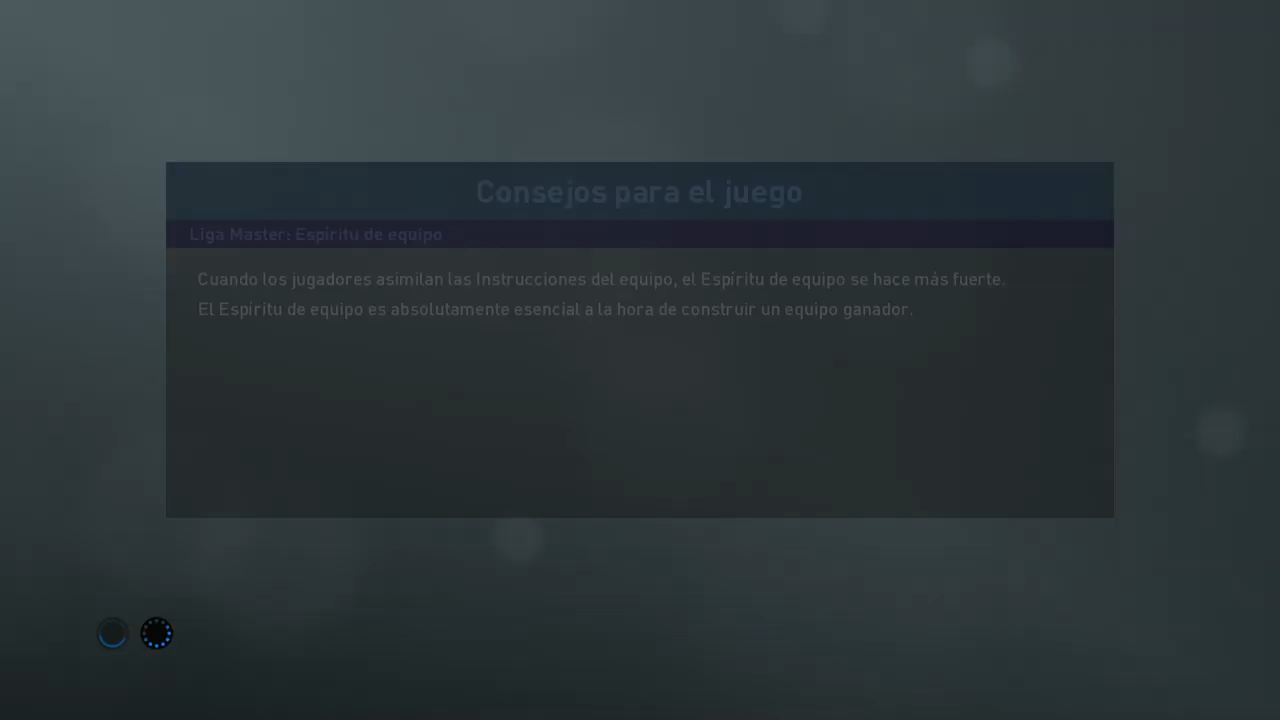 Consejos para el juego
Liga Master: Espíritu de equipo
Cuando los jugadores asimilan las Instrucciones del equipo, el Espíritu de equipo se hace más fuerte.
El Espíritu de equipo es absolutamente esencial a la hora de construir un equipo ganador.